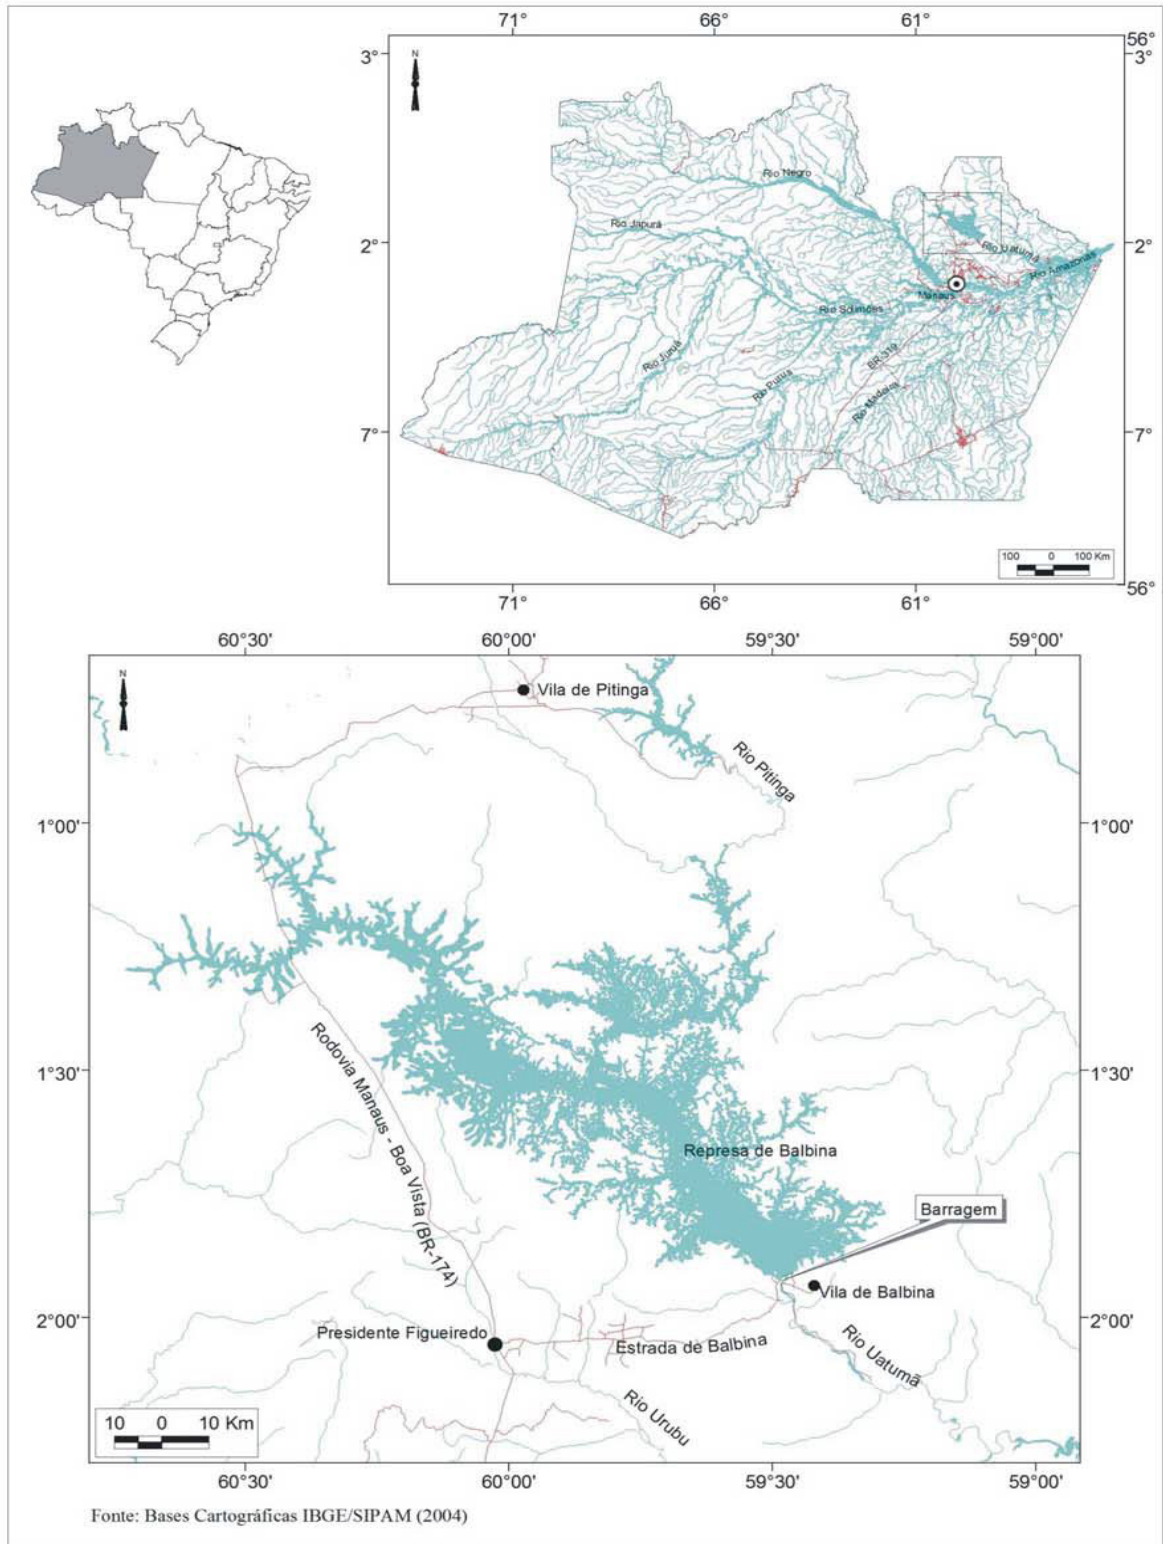 71°
66°
61°
56°
3°
3°
N
Rio Negro
Rio Japurá
2°
2°
Rio Uatumã
Rio Amazonas
Manaus
Rio Solimões
BR-319
Rio Juruá
Rio Purus
Rio Madeira
7°
7°
100 0 100 Km
56°
71°
66°
61°
60°30'
60°00'
59°30'
59°00'
N
Vila de Pitinga
Rio Pitinga
1°00'
1°00'
1°30'
1°30'
Rodovia Manaus - Boa Vista (BR-174)
Represa de Balbina
Barragem
Vila de Balbina
2°00'
2°00'
Presidente Figueiredo
Estrada de Balbina
Rio Uatumã
Rio Urubu
10 0 10 Km
60°30'
60°00'
59°30'
59°00'
Fonte: Bases Cartográficas IBGE/SIPAM (2004)